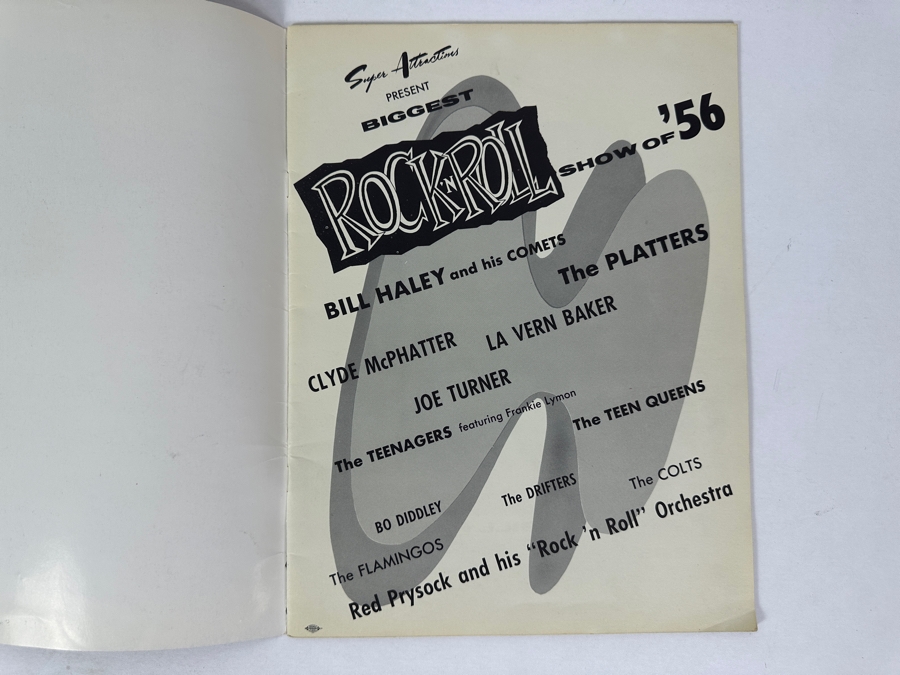 Super Attractions
PRESENT
BIGGEST
ROCK 'N ROLL
SHOW OF '56
BILL HALEY and his COMETS
The PLATTERS
CLYDE McPHATTER
LA VERN BAKER
JOE TURNER
The TEENAGERS featuring Frankie Lymon
The TEEN QUEENS
BO DIDDLEY
The DRIFTERS
The COLTS
The FLAMINGOS
Red Prysock and his "Rock 'n Roll" Orchestra